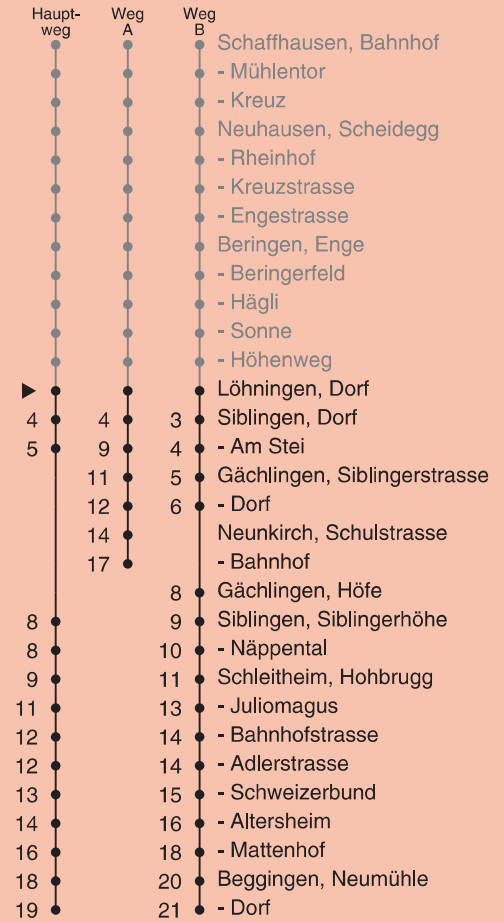 Haupt- Weg Weg
weg A B
Schaffhausen, Bahnhof
- Mühlentor
- Kreuz
Neuhausen, Scheidegg
- Rheinhof
- Kreuzstrasse
- Engestrasse
Beringen, Enge
- Beringerfeld
- Hägli
- Sonne
- Höhenweg
Löhningen, Dorf
4 4 3 Siblingen, Dorf
5 9 4 - Am Stei
11 5 Gächlingen, Siblingerstrasse
12 6 - Dorf
14 Neunkirch, Schulstrasse
17 - Bahnhof
8 Gächlingen, Höfe
8 9 Siblingen, Siblingerhöhe
8 10 - Näppental
9 11 Schleitheim, Hohbrugg
11 13 - Juliomagus
12 14 - Bahnhofstrasse
12 14 - Adlerstrasse
13 15 - Schweizerbund
14 16 - Altersheim
16 18 - Mattenhof
18 20 Beggingen, Neumühle
19 21 - Dorf